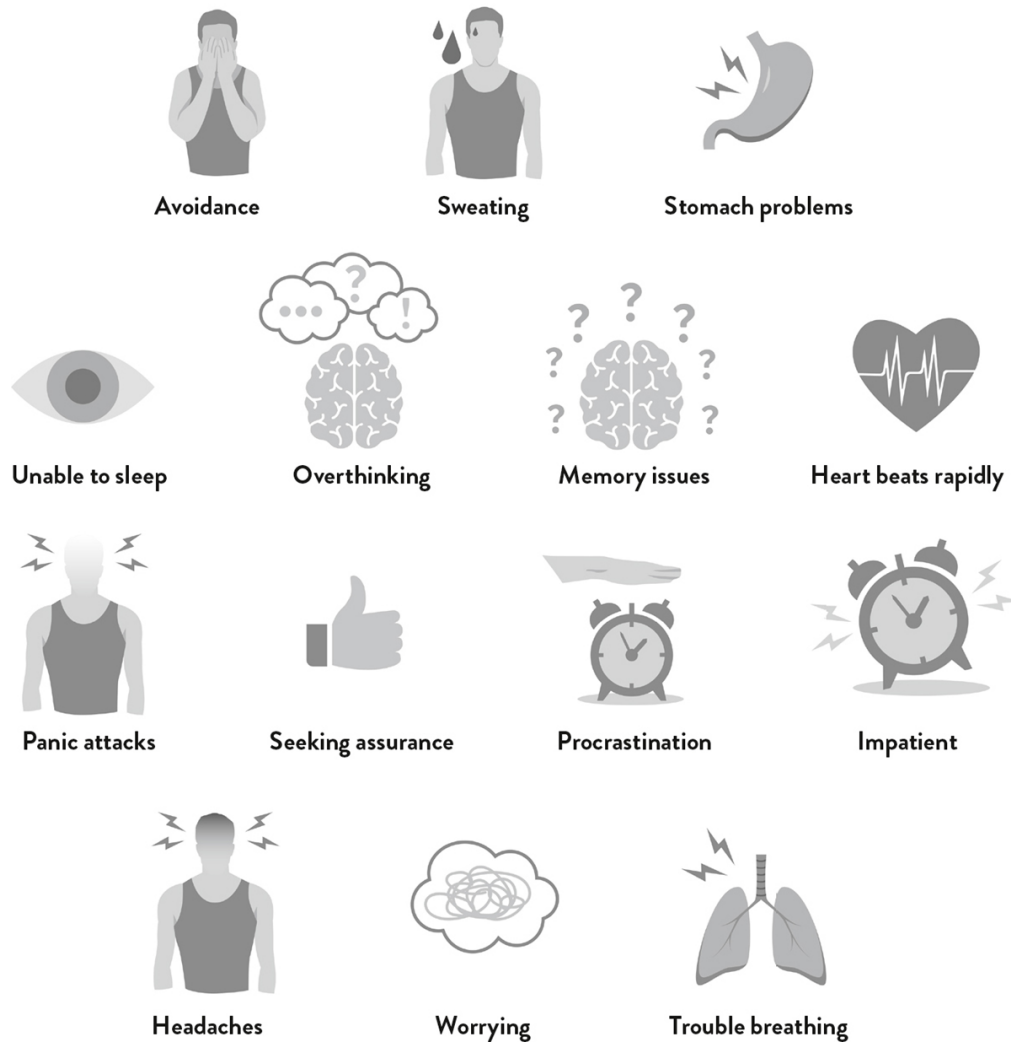 Avoidance
Sweating
Stomach problems
Unable to sleep
Overthinking
Memory issues
Heart beats rapidly
Panic attacks
Seeking assurance
Procrastination
Impatient
Headaches
Worrying
Trouble breathing